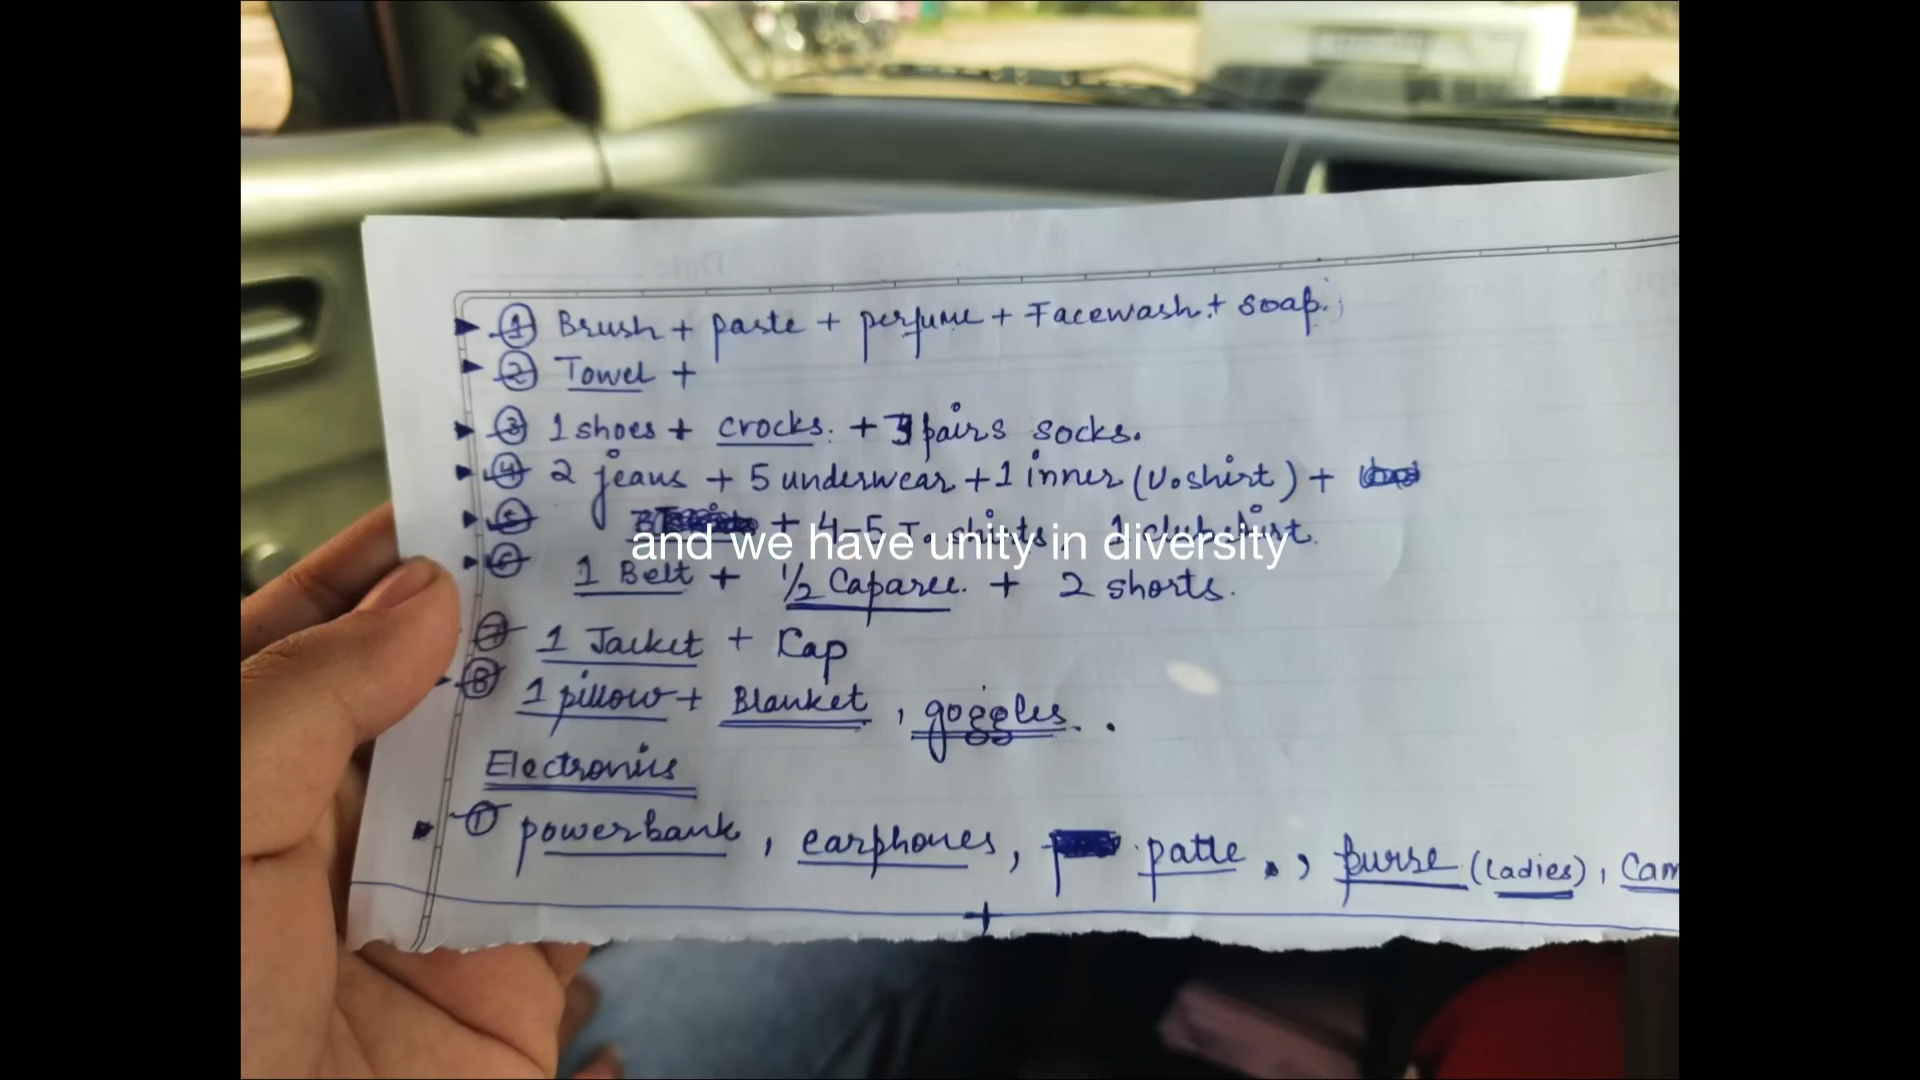 ① Brush + paste + perfume + Facewash + soap.
② Towel +
③ 1 shoes + crocks. + 3 pairs socks.
④ 2 jeans + 5 underwear + 1 inner (U.shirt) +
⑤ + 4-5 T.shirts, 1
and we have unity in diversity
⑥ 1 Belt + 1/2 Caparee. + 2 shorts.
⑦ 1 Jacket + Cap
⑧ 1 pillow + Blanket, goggles.
Electronics
① powerbank, earphones, patte., purse (Ladies), Cam